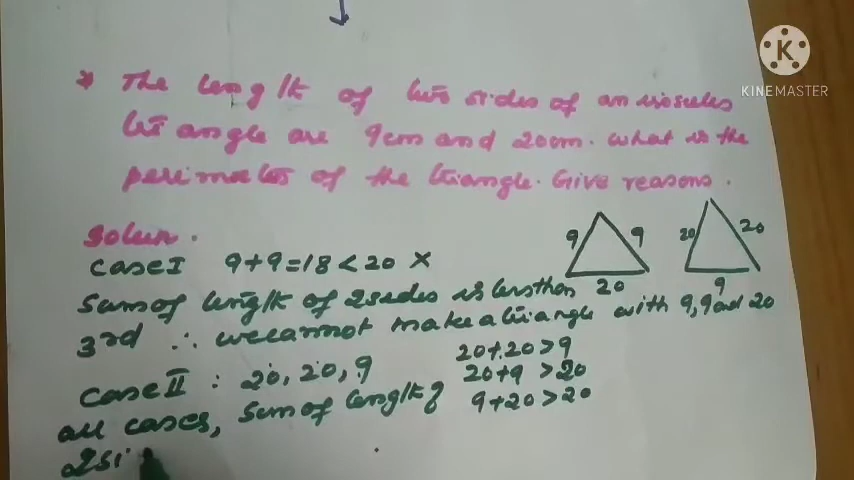 KINEMASTER
* The length of two sides of an isosceles
triangle are 9cm and 20cm. What is the
perimeter of the triangle. Give reasons.
Soln.
Case I 9+9=18<20 ×
9 9 20
20 20 9
Sum of length of 2 sides is less than
3rd ∴ we cannot make a triangle with 9, 9 and 20
20+20>9
Case II : 20, 20, 9 20+9 >20
all cases, Sum of length of 9+20>20
2si